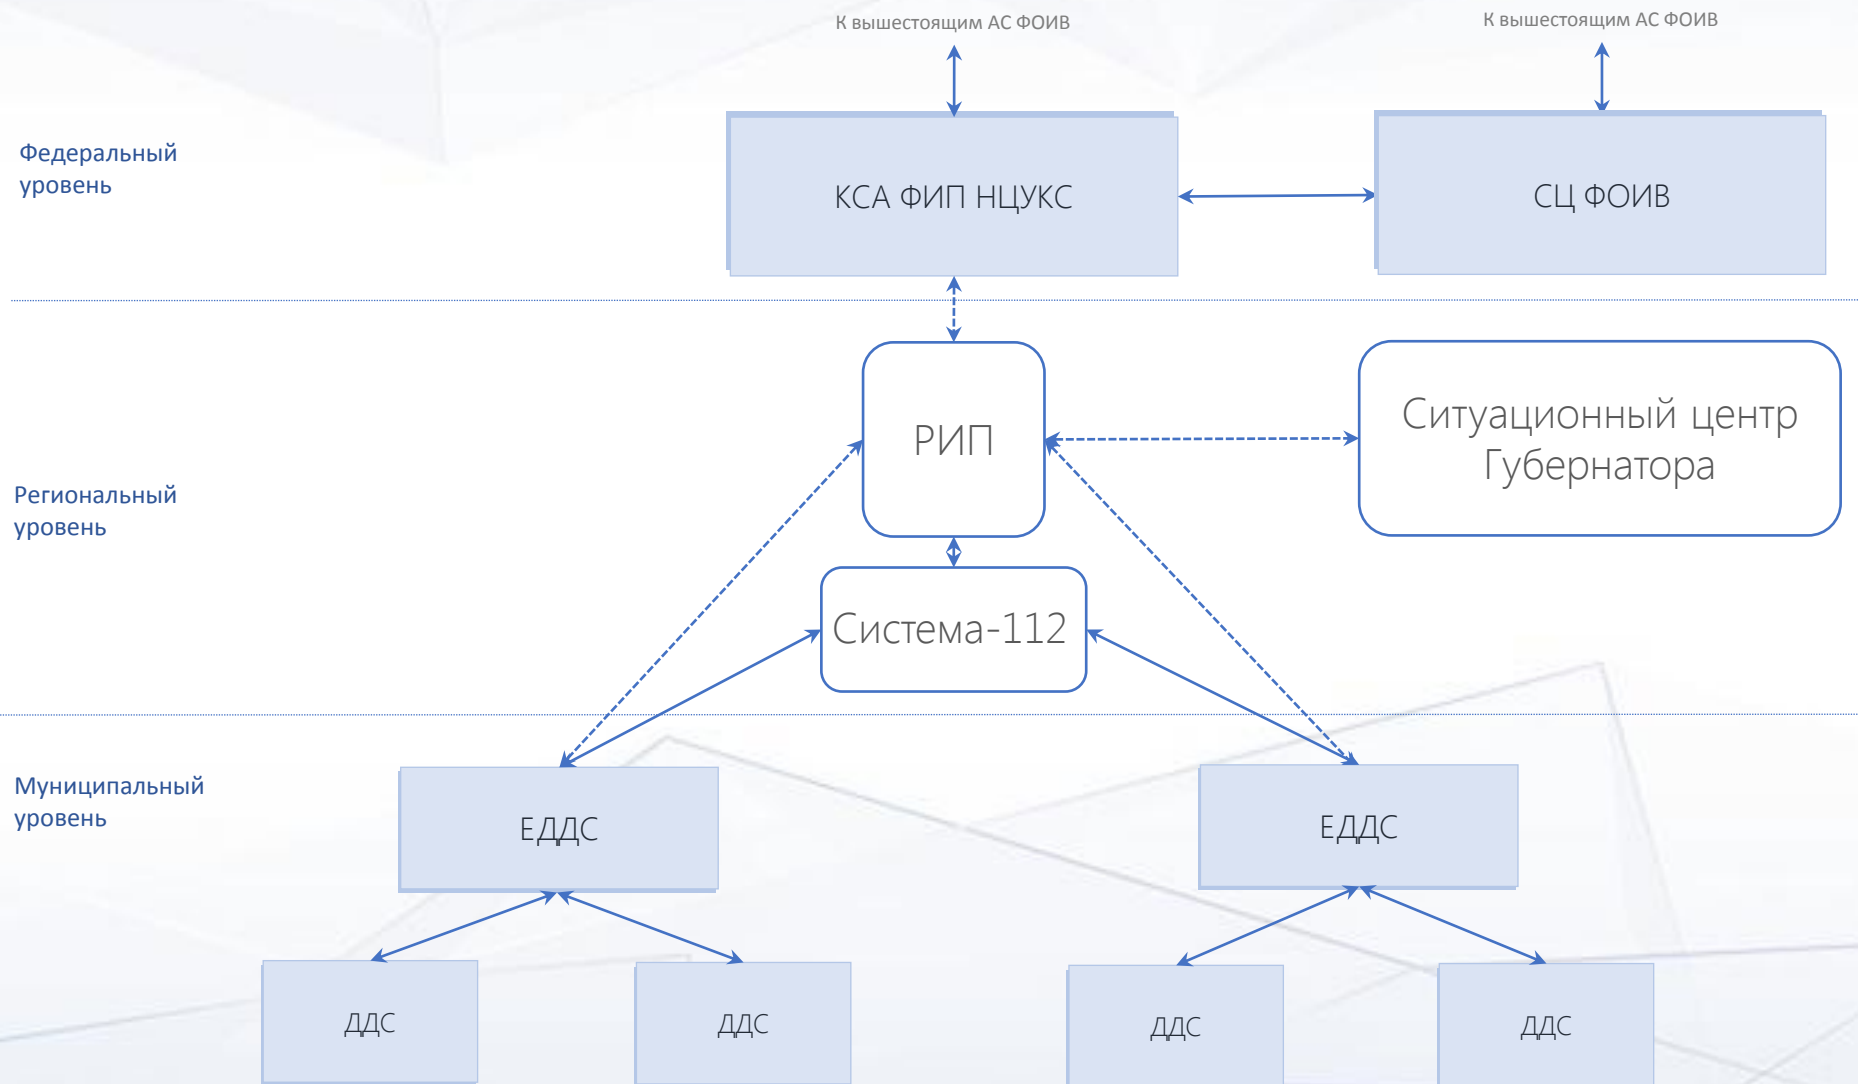 К вышестоящим АС ФОИВ
К вышестоящим АС ФОИВ
Федеральный
уровень
КСА ФИП НЦУКС
СЦ ФОИВ
Региональный
уровень
РИП
Ситуационный центр
Губернатора
Система-112
Муниципальный
уровень
ЕДДС
ЕДДС
ДДС
ДДС
ДДС
ДДС